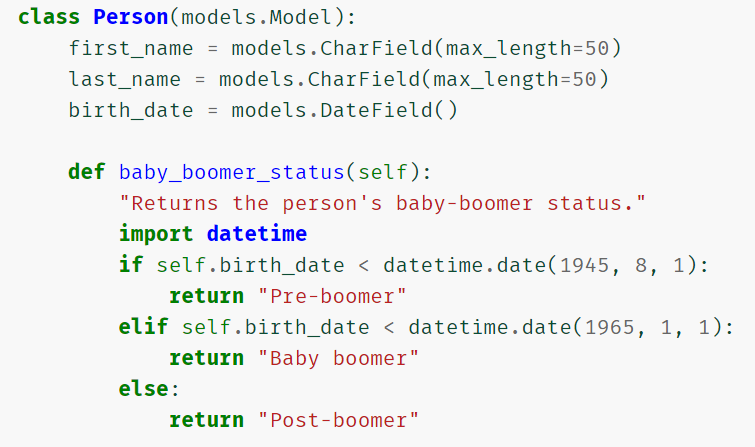 class Person(models.Model):
    first_name = models.CharField(max_length=50)
    last_name = models.CharField(max_length=50)
    birth_date = models.DateField()

    def baby_boomer_status(self):
        "Returns the person's baby-boomer status."
        import datetime
        if self.birth_date < datetime.date(1945, 8, 1):
            return "Pre-boomer"
        elif self.birth_date < datetime.date(1965, 1, 1):
            return "Baby boomer"
        else:
            return "Post-boomer"